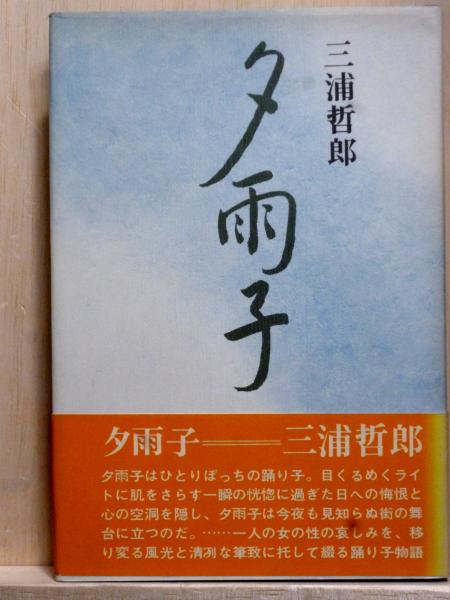 三浦哲郎
夕雨子
夕雨子――三浦哲郎
夕雨子はひとりぼっちの踊り子。目くるめくライ
トに肌をさらす一瞬の恍惚に過ぎた日への悔恨と
心の空洞を隠し、夕雨子は今夜も見知らぬ街の舞
台に立つのだ。……一人の女の性の哀しみを、移
り変る風光と清冽な筆致に托して綴る踊り子物語